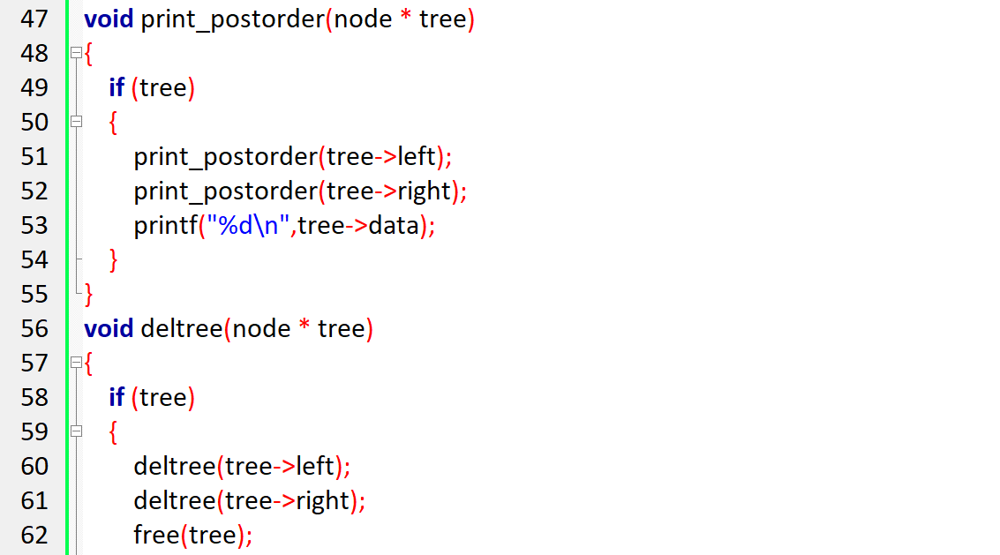 47 void print_postorder(node * tree)
48 {
49 if (tree)
50 {
51 print_postorder(tree->left);
52 print_postorder(tree->right);
53 printf("%d\n",tree->data);
54 }
55 }
56 void deltree(node * tree)
57 {
58 if (tree)
59 {
60 deltree(tree->left);
61 deltree(tree->right);
62 free(tree);